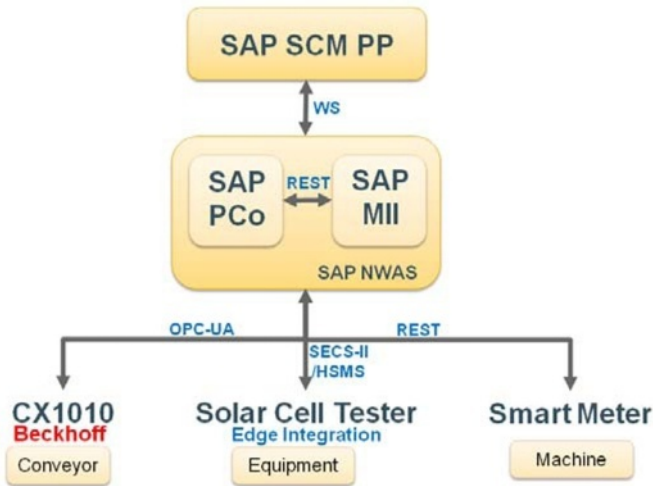 SAP SCM PP
WS
SAP
PCo
REST
SAP
MII
SAP NWAS
OPC-UA
REST
SECS-II
/HSMS
CX1010
Beckhoff
Conveyor
Solar Cell Tester
Edge Integration
Equipment
Smart Meter
Machine